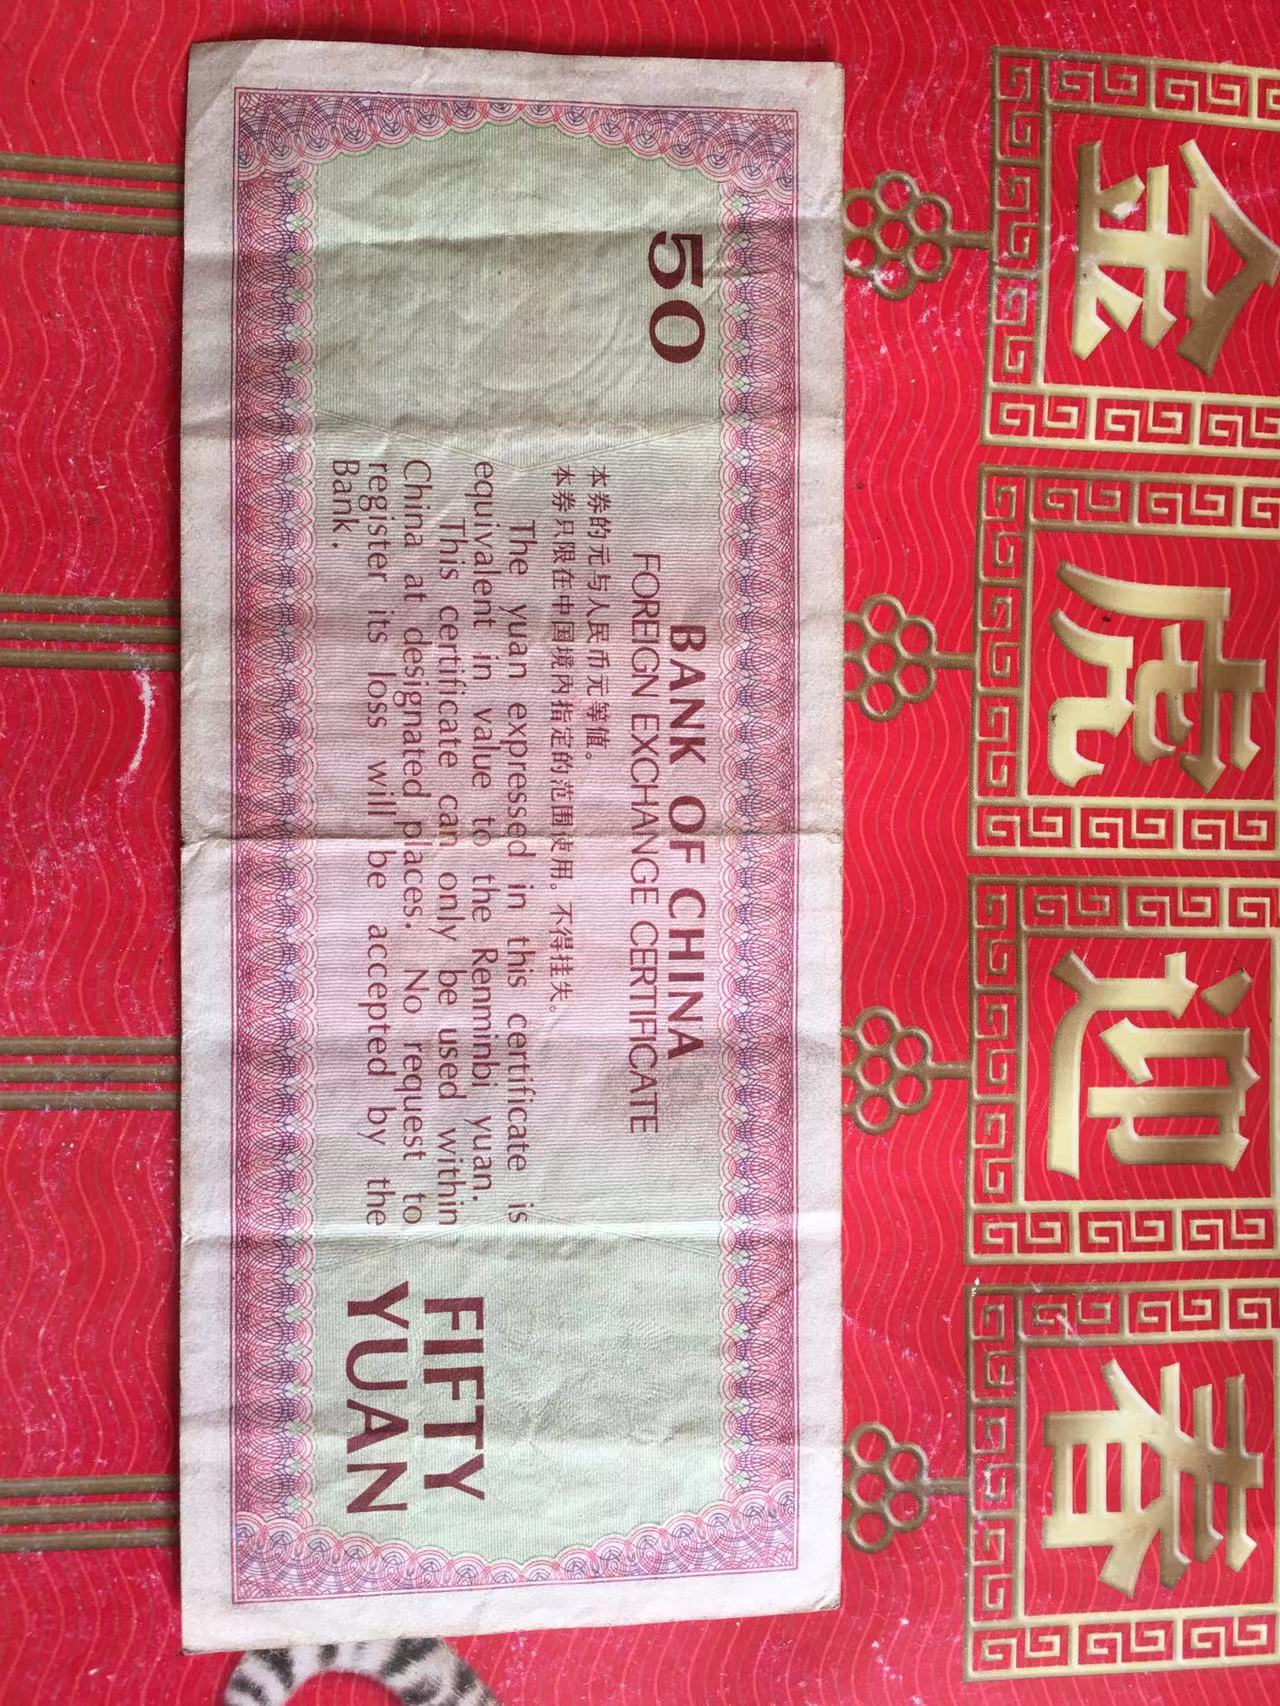 金虎迎春
50
BANK OF CHINA
FOREIGN EXCHANGE CERTIFICATE
本券的元与人民币元等值。
本券只限在中国境内指定的范围使用。不得挂失。
The yuan expressed in this certificate is
equivalent in value to the Renminbi yuan.
This certificate can only be used within
China at designated places. No request to
register its loss will be accepted by the
Bank.
FIFTY
YUAN